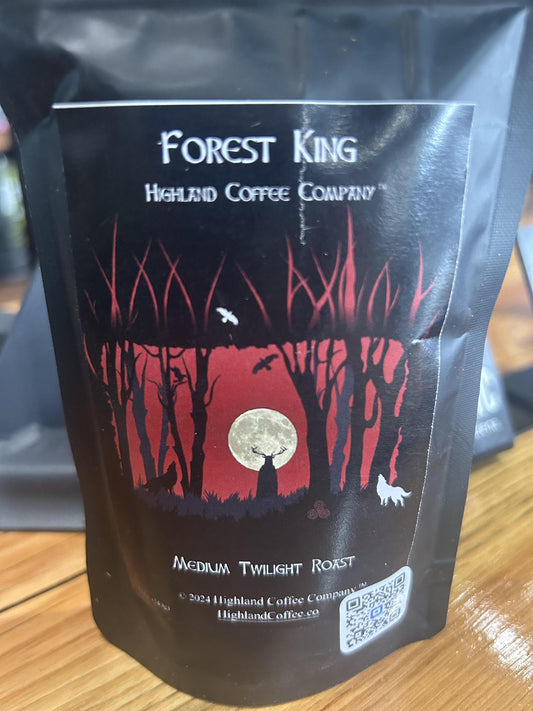 Forest King
Highland Coffee Company™
Medium Twilight Roast
© 2024 Highland Coffee Company™
HighlandCoffee.co